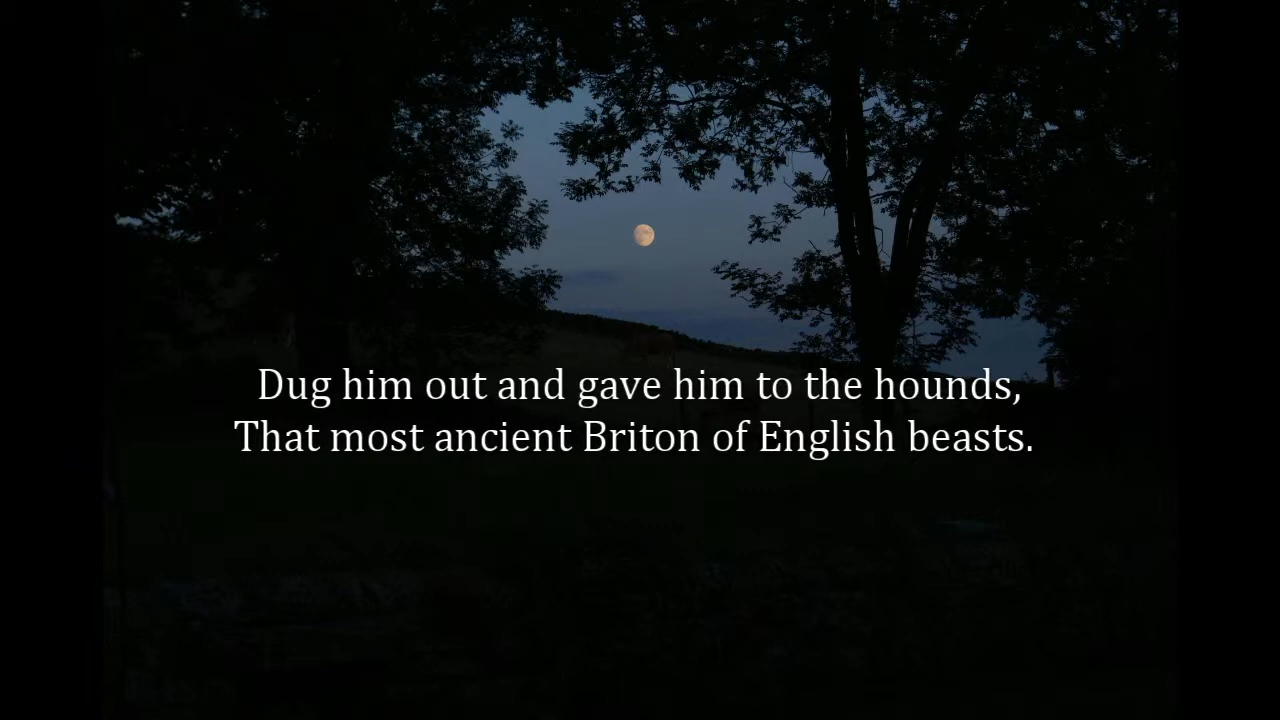 Dug him out and gave him to the hounds,
That most ancient Briton of English beasts.